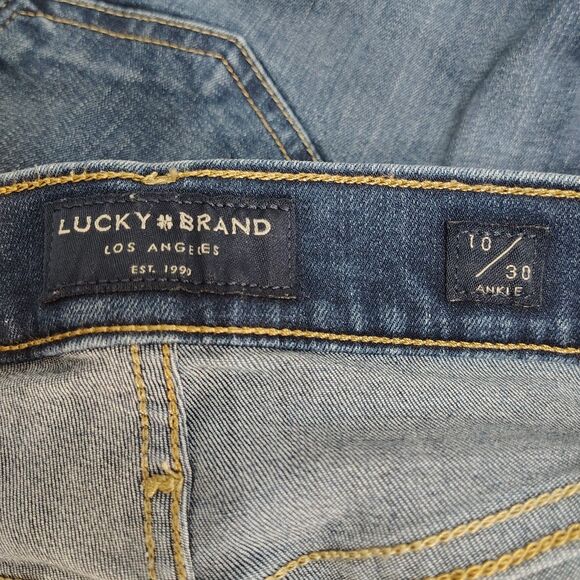 LUCKY BRAND
LOS ANGELES
EST. 1990
10/30
ANKLE